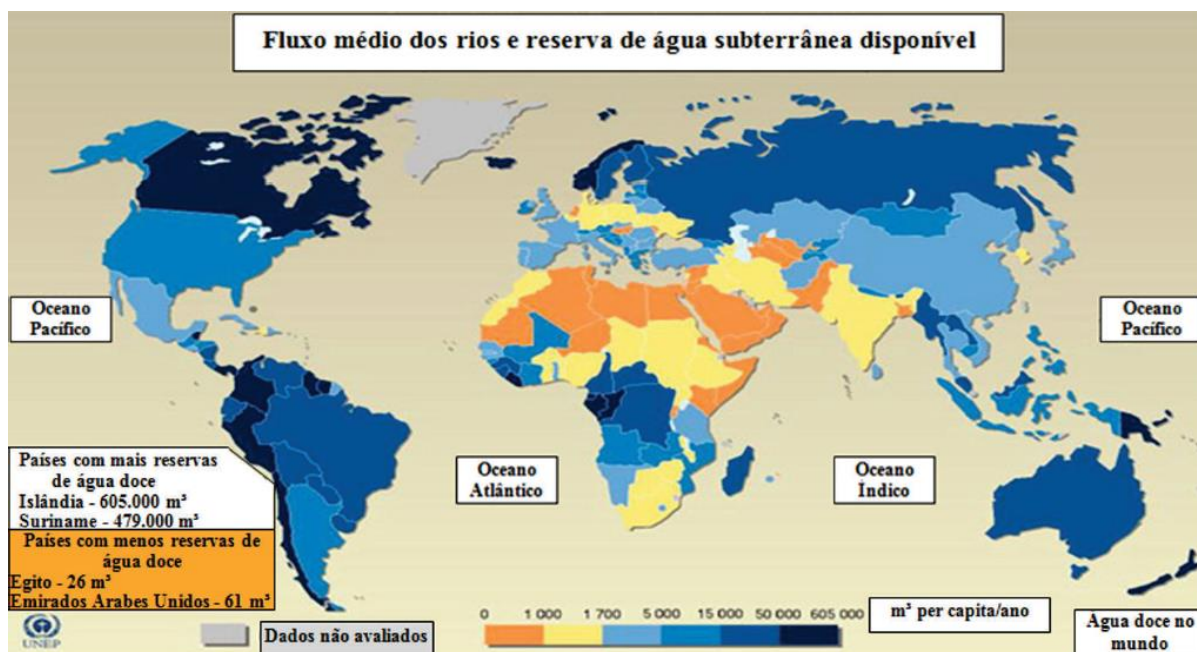 Fluxo médio dos rios e reserva de água subterrânea disponível
Oceano
Pacífico
Oceano
Pacífico
Oceano
Atlântico
Oceano
Índico
Países com mais reservas
de água doce
Islândia - 605.000 m³
Suriname - 479.000 m³
Países com menos reservas de
água doce
Egito - 26 m³
Emirados Arabes Unidos - 61 m³
UNEP
Dados não avaliados
0 1 000 1 700 5 000 15 000 50 000 605 000
m³ per capita/ano
Água doce no
mundo